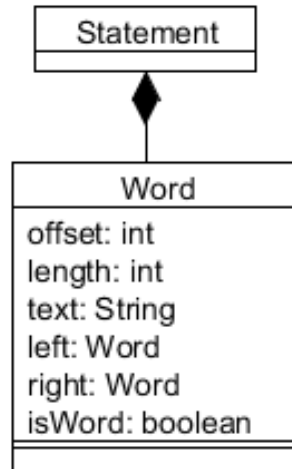 Statement
Word
offset: int
length: int
text: String
left: Word
right: Word
isWord: boolean